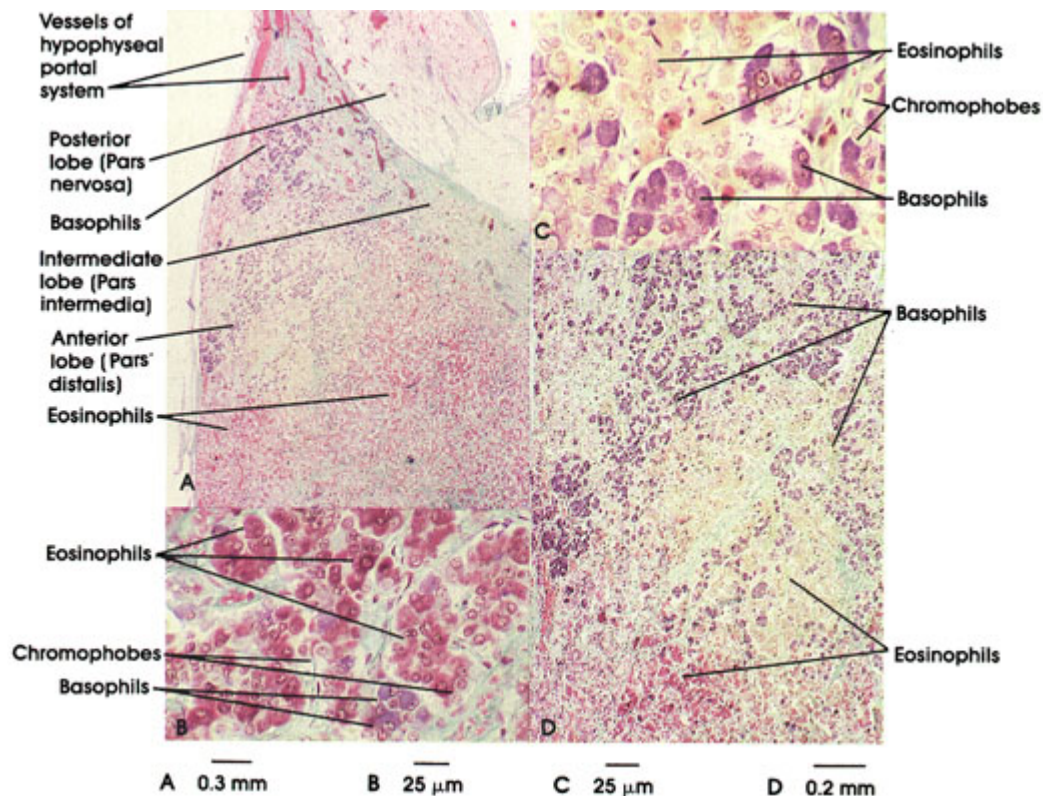 Vessels of
hypophyseal
portal
system
Posterior
lobe (Pars
nervosa)
Basophils
Intermediate
lobe (Pars
intermedia)
Anterior
lobe (Pars
distalis)
Eosinophils
A
Eosinophils
Chromophobes
Basophils
B
Eosinophils
Chromophobes
Basophils
C
Basophils
Eosinophils
D
A 0.3 mm B 25 μm C 25 μm D 0.2 mm